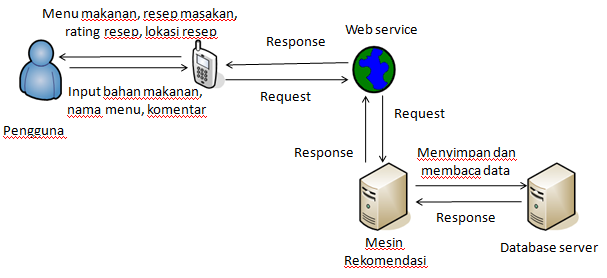 Menu makanan, resep masakan,
rating resep, lokasi resep
Web service
Response
Input bahan makanan,
nama menu, komentar
Request
Pengguna
Request
Response
Menyimpan dan
membaca data
Response
Mesin
Rekomendasi
Database server